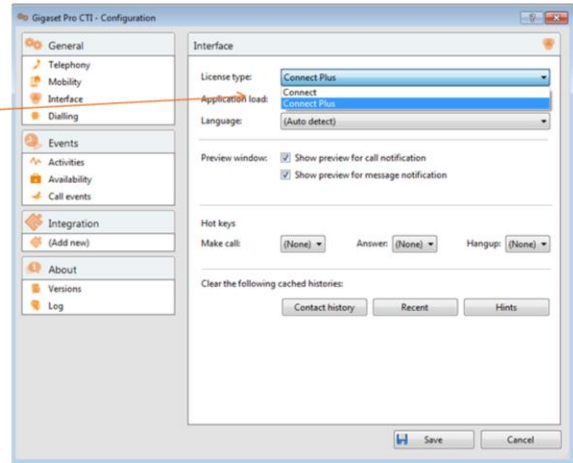 Gigaset Pro CTI - Configuration
General
Telephony
Mobility
Interface
Dialling
Events
Activities
Availability
Call events
Integration
(Add new)
About
Versions
Log
Interface
License type: Connect Plus
Connect
Application load: Connect Plus
Language: (Auto detect)
Preview window: Show preview for call notification
Show preview for message notification
Hot keys
Make call: (None) Answer: (None) Hangup: (None)
Clear the following cached histories:
Contact history Recent Hints
Save Cancel